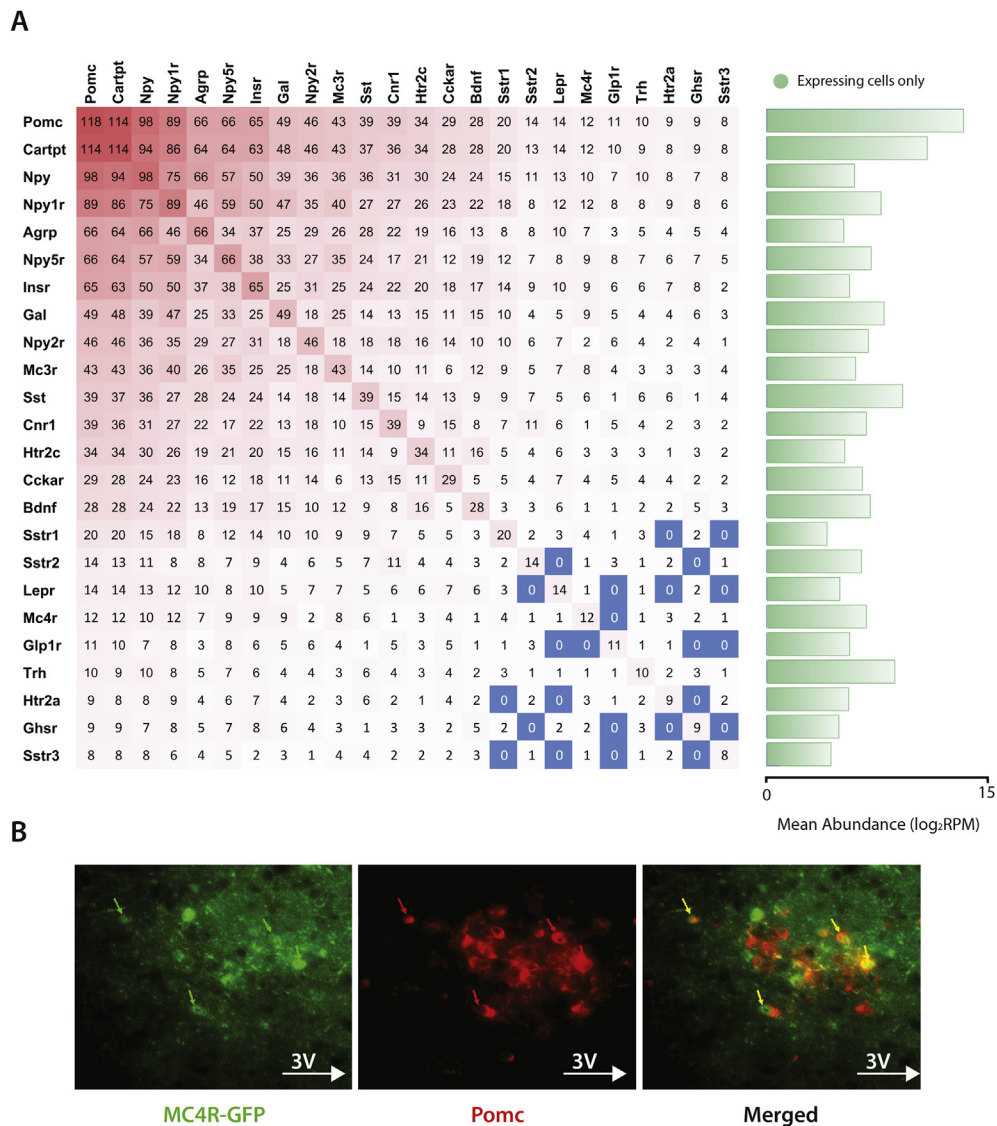 A
Pomc Cartpt Npy Npy1r Agrp Npy5r Insr Gal Npy2r Mc3r Sst Cnr1 Htr2c Cckar Bdnf Sstr1 Sstr2 Lepr Mc4r Glp1r Trh Htr2a Ghsr Sstr3
Expressing cells only
Pomc 118 114 98 89 66 66 65 49 46 43 39 39 34 29 28 20 14 14 12 11 10 9 9 8
Cartpt 114 114 94 86 64 64 63 48 46 43 37 36 34 28 28 20 13 14 12 10 9 8 9 8
Npy 98 94 98 75 66 57 50 39 36 36 36 31 30 24 24 15 11 13 10 7 10 8 7 8
Npy1r 89 86 75 89 46 59 50 47 35 40 27 27 26 23 22 18 8 12 12 8 8 9 8 6
Agrp 66 64 66 46 66 34 37 25 29 26 28 22 19 16 13 8 8 10 7 3 5 4 5 4
Npy5r 66 64 57 59 34 66 38 33 27 35 24 17 21 12 19 12 7 8 9 8 7 6 7 5
Insr 65 63 50 50 37 38 65 25 31 25 24 22 20 18 17 14 9 10 9 6 6 7 8 2
Gal 49 48 39 47 25 33 25 49 18 25 14 13 15 11 15 10 4 5 9 5 4 4 6 3
Npy2r 46 46 36 35 29 27 31 18 46 18 18 18 16 14 10 10 6 7 2 6 4 2 4 1
Mc3r 43 43 36 40 26 35 25 25 18 43 14 10 11 6 12 9 5 7 8 4 3 3 3 4
Sst 39 37 36 27 28 24 24 14 18 14 39 15 14 13 9 9 7 5 6 1 6 6 1 4
Cnr1 39 36 31 27 22 17 22 13 18 10 15 39 9 15 8 7 11 6 1 5 4 2 3 2
Htr2c 34 34 30 26 19 21 20 15 16 11 14 9 34 11 16 5 4 6 3 3 3 1 3 2
Cckar 29 28 24 23 16 12 18 11 14 6 13 15 11 29 5 5 4 7 4 5 4 4 2 2
Bdnf 28 28 24 22 13 19 17 15 10 12 9 8 16 5 28 3 3 6 1 1 2 2 5 3
Sstr1 20 20 15 18 8 12 14 10 10 9 9 7 5 5 3 20 2 3 4 1 3 0 2 0
Sstr2 14 13 11 8 8 7 9 4 6 5 7 11 4 4 3 2 14 0 1 3 1 2 0 1
Lepr 14 14 13 12 10 8 10 5 7 7 5 6 6 7 6 3 0 14 1 0 1 0 2 0
Mc4r 12 12 10 12 7 9 9 9 2 8 6 1 3 4 1 4 1 1 12 0 1 3 2 1
Glp1r 11 10 7 8 3 8 6 5 6 4 1 5 3 5 1 1 3 0 0 11 1 1 0 0
Trh 10 9 10 8 5 7 6 4 4 3 6 4 3 4 2 3 1 1 1 1 10 2 3 1
Htr2a 9 8 8 9 4 6 7 4 2 3 6 2 1 4 2 0 2 0 3 1 2 9 0 2
Ghsr 9 9 7 8 5 7 8 6 4 3 1 3 3 2 5 2 0 2 2 0 3 0 9 0
Sstr3 8 8 8 6 4 5 2 3 1 4 4 2 2 2 3 0 1 0 1 0 1 2 0 8
0 15
Mean Abundance (log₂RPM)
B
3V 3V 3V
MC4R-GFP Pomc Merged